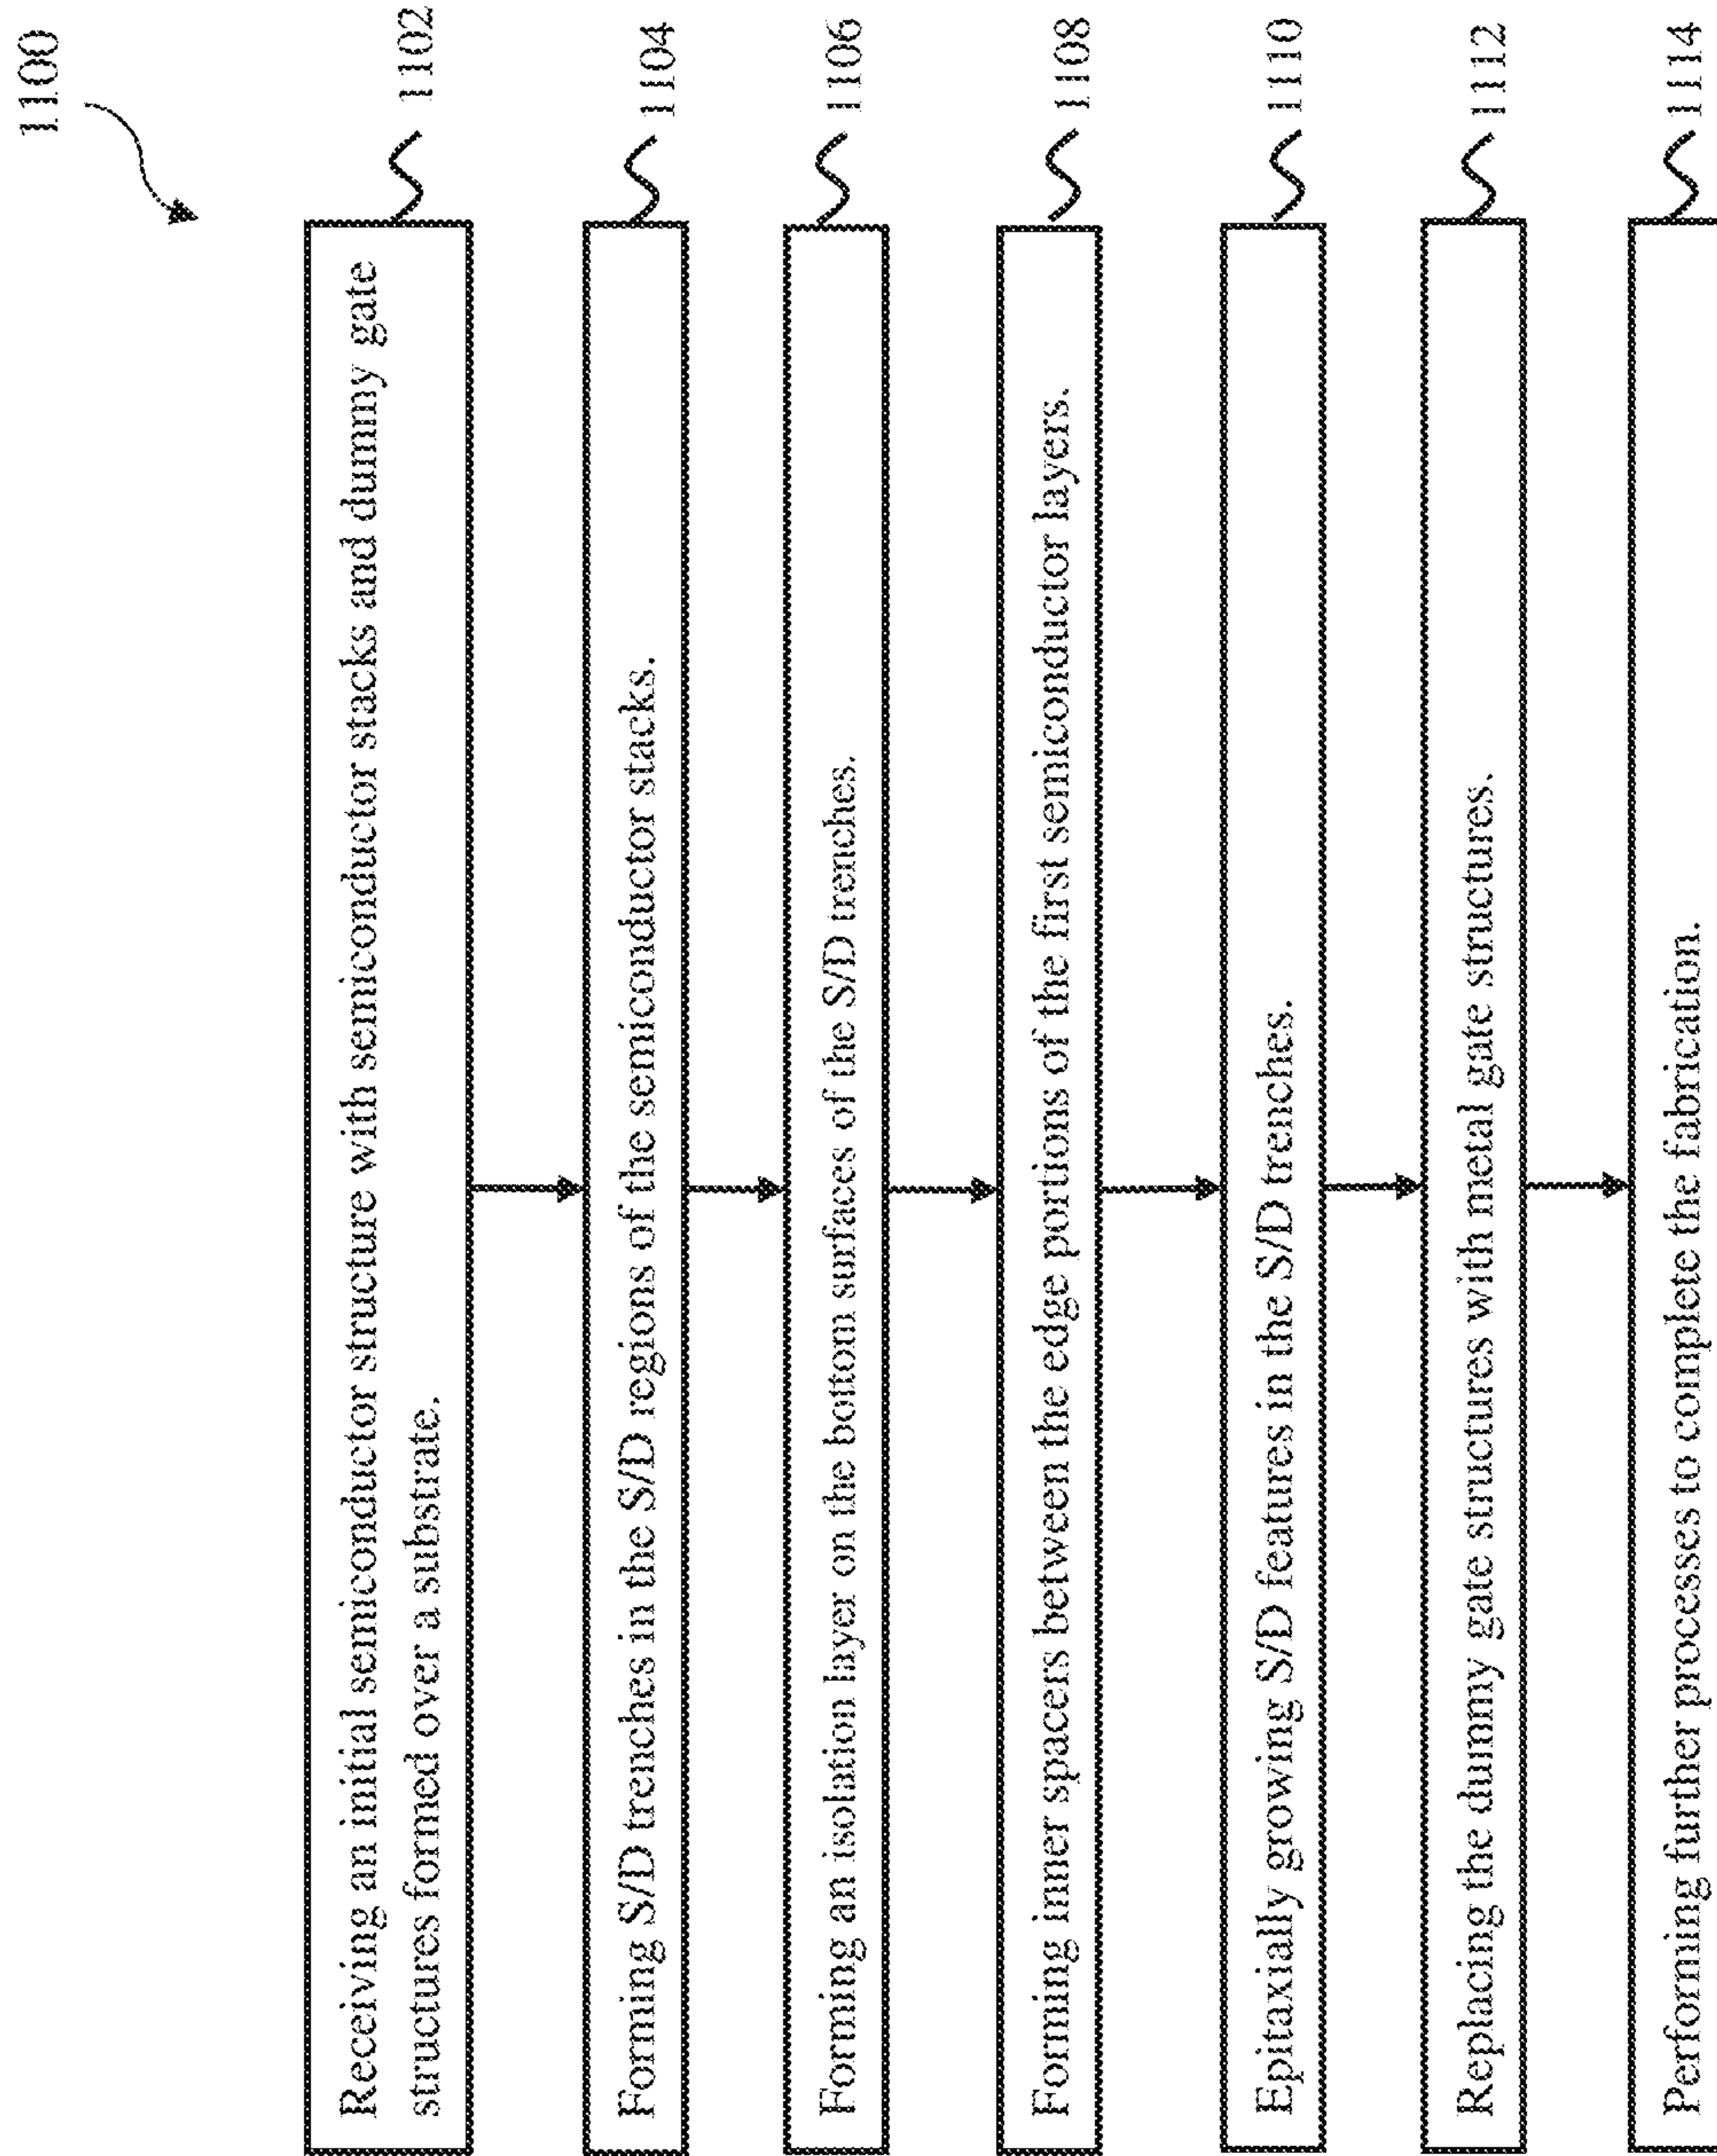 1100
Receiving an initial semiconductor structure with semiconductor stacks and dummy gate
structures formed over a substrate.
1102
Forming S/D trenches in the S/D regions of the semiconductor stacks.
1104
Forming an isolation layer on the bottom surfaces of the S/D trenches.
1106
Forming inner spacers between the edge portions of the first semiconductor layers.
1108
Epitaxially growing S/D features in the S/D trenches.
1110
Replacing the dummy gate structures with metal gate structures.
1112
Performing further processes to complete the fabrication.
1114